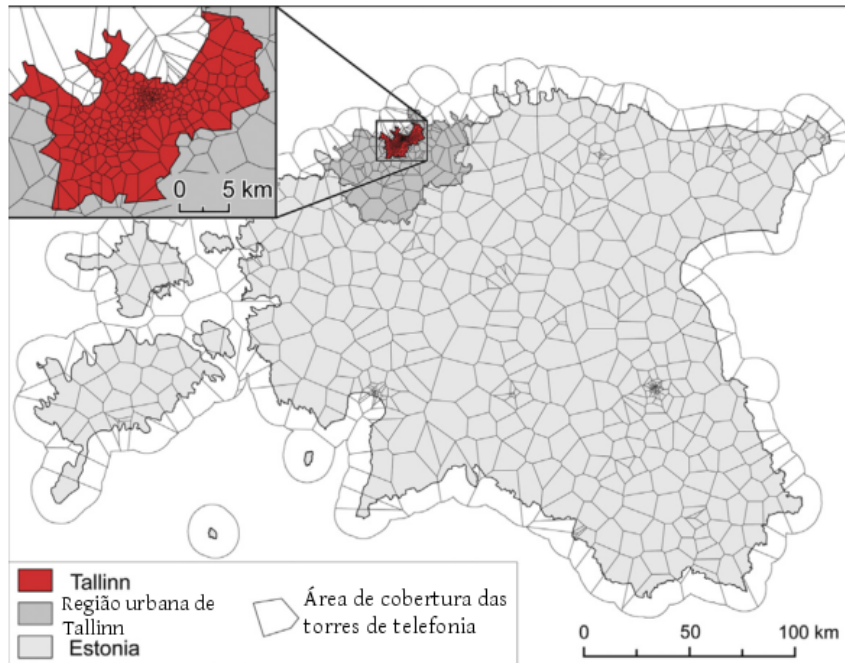 0 5 km
Tallinn
Região urbana de
Tallinn
Estonia
Área de cobertura das
torres de telefonia
0 50 100 km